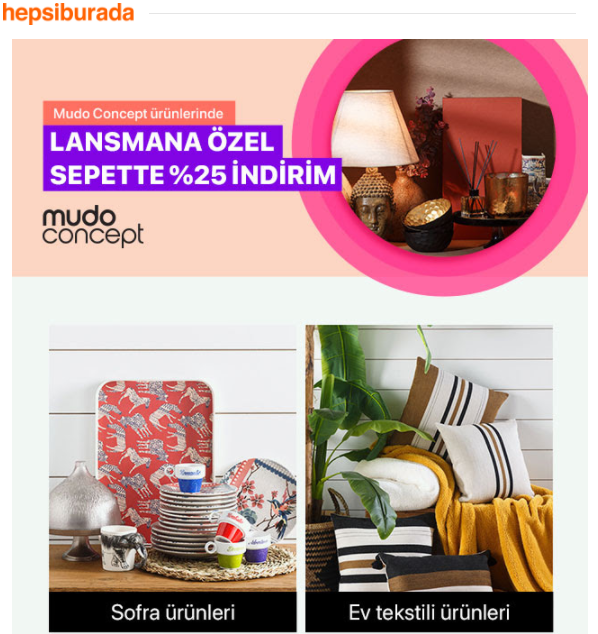 hepsiburada
Mudo Concept ürünlerinde
LANSMANA ÖZEL
SEPETTE %25 İNDİRİM
mudo
concept
Sofra ürünleri
Ev tekstili ürünleri